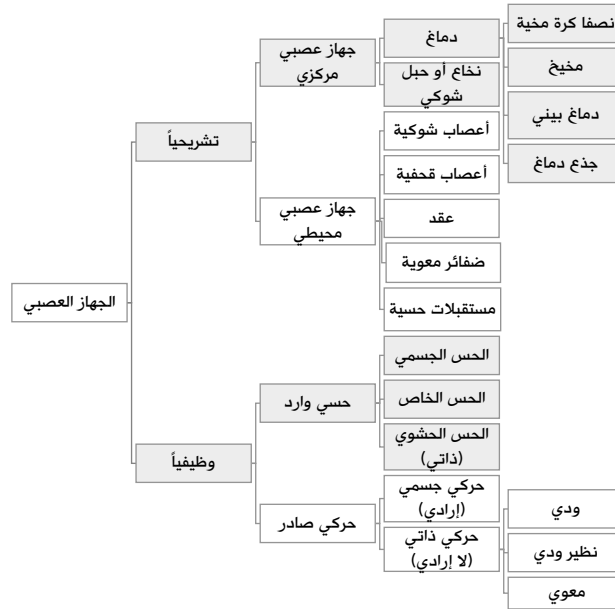 الجهاز العصبي
تشريحياً
جهاز عصبي
مركزي
دماغ
نصفا كرة مخية
مخيخ
دماغ بيني
جذع دماغ
نخاع أو حبل
شوكي
جهاز عصبي
محيطي
أعصاب شوكية
أعصاب قحفية
عقد
ضفائر معوية
مستقبلات حسية
وظيفياً
حسي وارد
الحس الجسمي
الحس الخاص
الحس الحشوي
(ذاتي)
حركي صادر
حركي جسمي
(إرادي)
حركي ذاتي
(لا إرادي)
ودي
نظير ودي
معوي